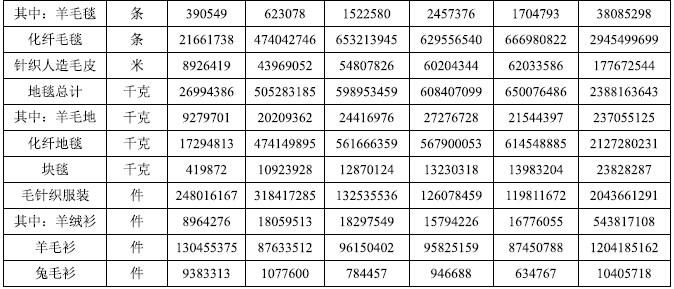 其中：羊毛毯 条 390549 623078 1522580 2457376 1704793 38085298
化纤毛毯 条 21661738 474042746 653213945 629556540 666980822 2945499699
针织人造毛皮 米 8926419 43969052 54807826 60204344 62033586 177672544
地毯总计 千克 26994386 505283185 598953459 608407099 650076486 2388163643
其中：羊毛地 千克 9279701 20209362 24416976 27276728 21544397 237055125
化纤地毯 千克 17294813 474149895 561666359 567900053 614548885 2127280231
块毯 千克 419872 10923928 12870124 13230318 13983204 23828287
毛针织服装 件 248016167 318417285 132535536 126078459 119811672 2043661291
其中：羊绒衫 件 8964276 18059513 18297549 15794226 16776055 543817108
羊毛衫 件 130455375 87633512 96150402 95825159 87450788 1204185162
兔毛衫 件 9383313 1077600 784457 946688 634767 10405718